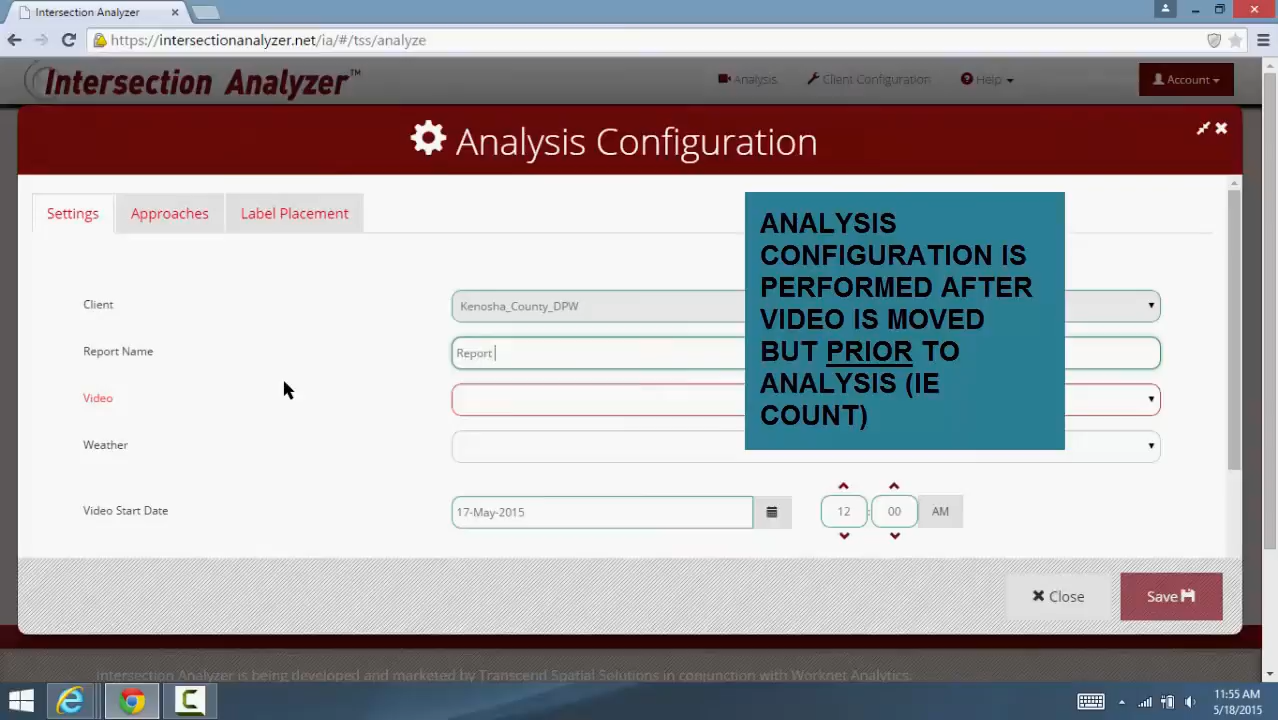 Intersection Analyzer
https://intersectionanalyzer.net/ia/#/tss/analyze
Intersection Analyzer™
Analysis
Client Configuration
Help
Account
Analysis Configuration
Settings
Approaches
Label Placement
ANALYSIS
CONFIGURATION IS
PERFORMED AFTER
VIDEO IS MOVED
BUT PRIOR TO
ANALYSIS (IE
COUNT)
Client
Kenosha_County_DPW
Report Name
Report
Video
Weather
Video Start Date
17-May-2015
12 : 00 AM
Close
Save
Intersection Analyzer is being developed and marketed by Transcend Spatial Solutions in conjunction with Worknet Analytics.
11:55 AM
5/18/2015